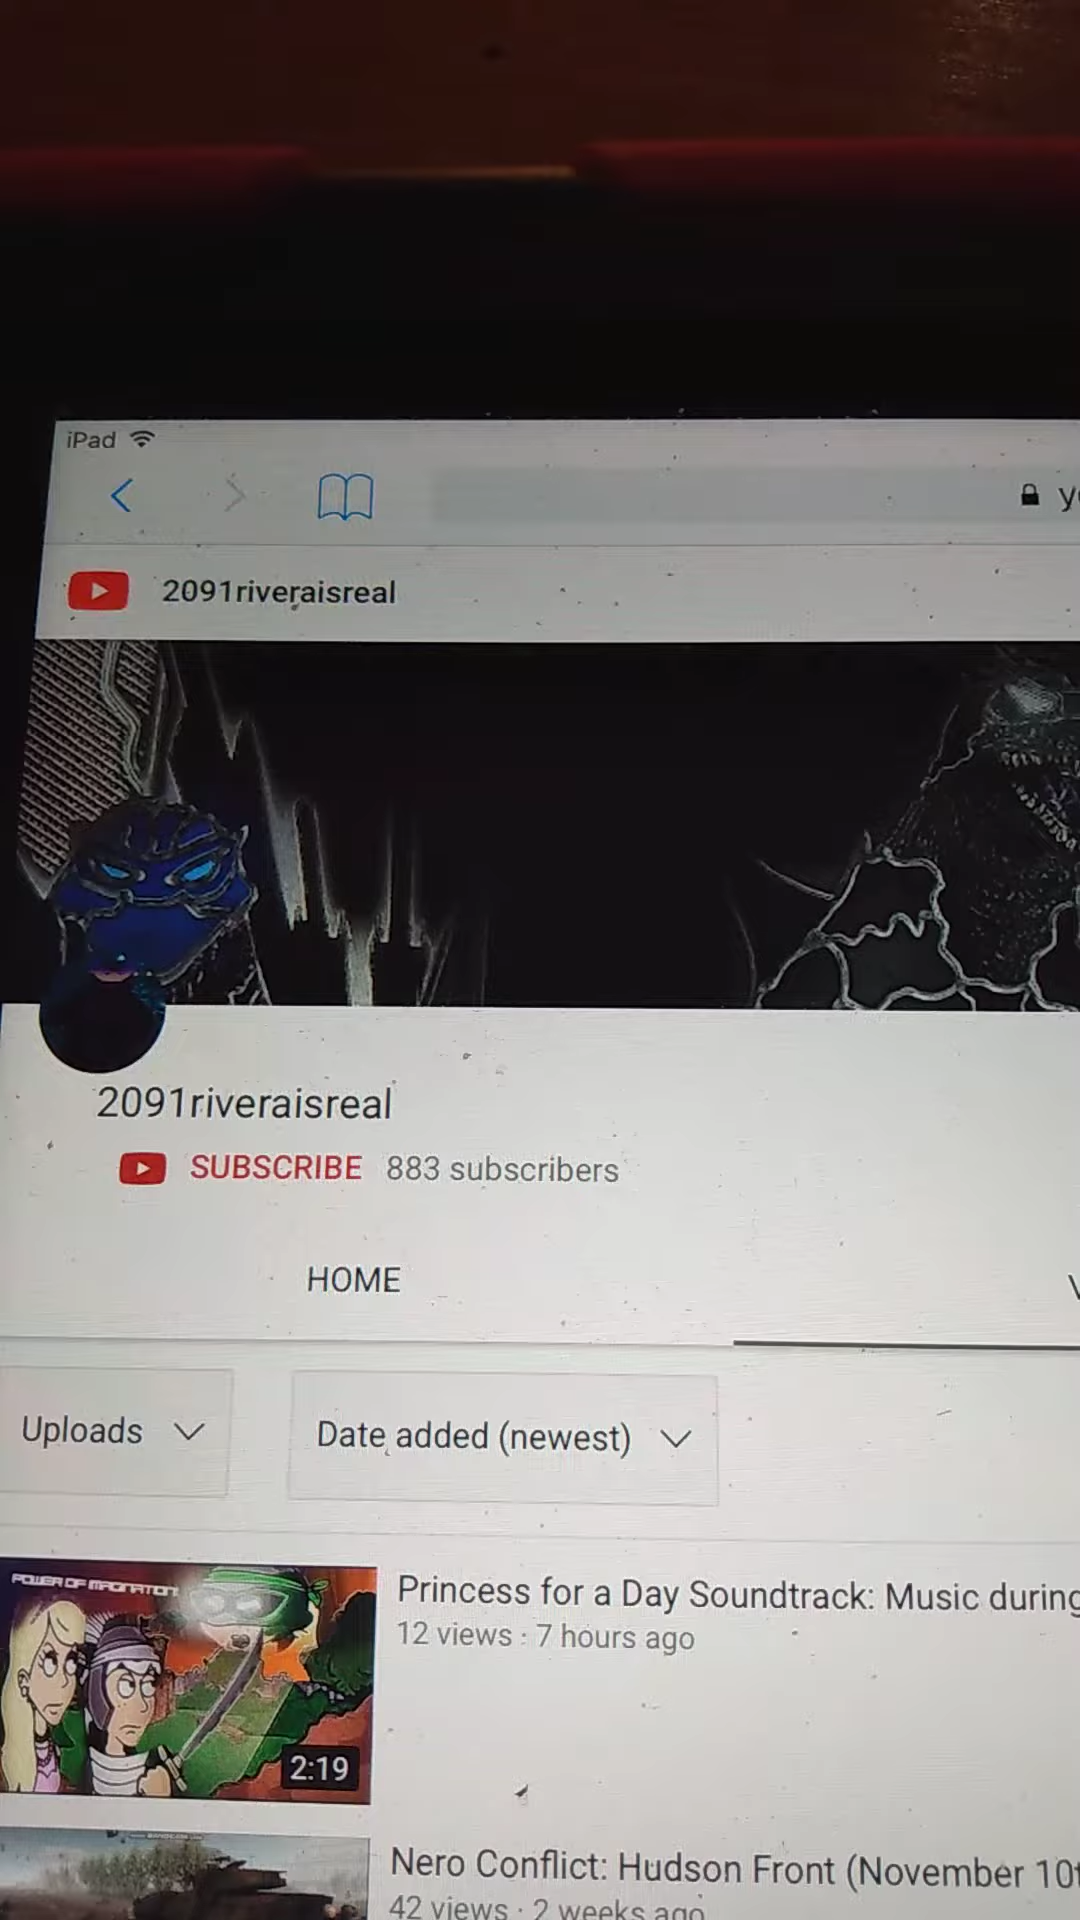 iPad
2091riveraisreal
2091riveraisreal
SUBSCRIBE 883 subscribers
HOME
Uploads
Date added (newest)
POWER OF IMAGINATION
2:19
Princess for a Day Soundtrack: Music during
12 views · 7 hours ago
Nero Conflict: Hudson Front (November 10t
42 views · 2 weeks ago